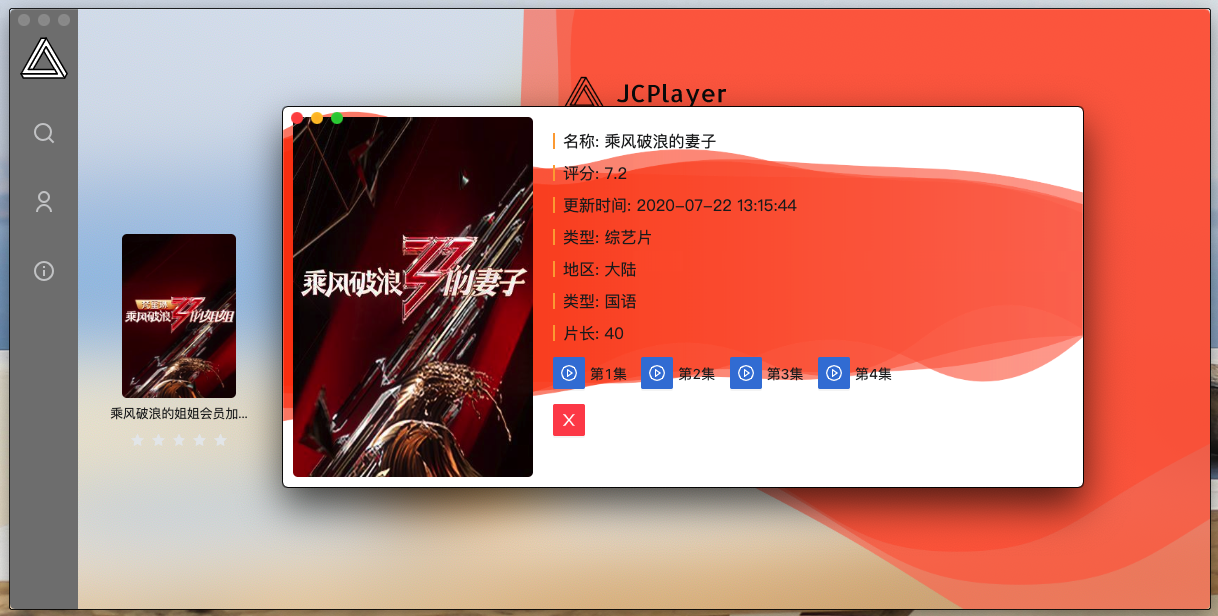 JCPlayer
名称: 乘风破浪的妻子
评分: 7.2
更新时间: 2020-07-22 13:15:44
类型: 综艺片
地区: 大陆
类型: 国语
片长: 40
第1集 第2集 第3集 第4集
X
乘风破浪的妻子
乘风破浪的姐姐
乘风破浪的姐姐会员加...